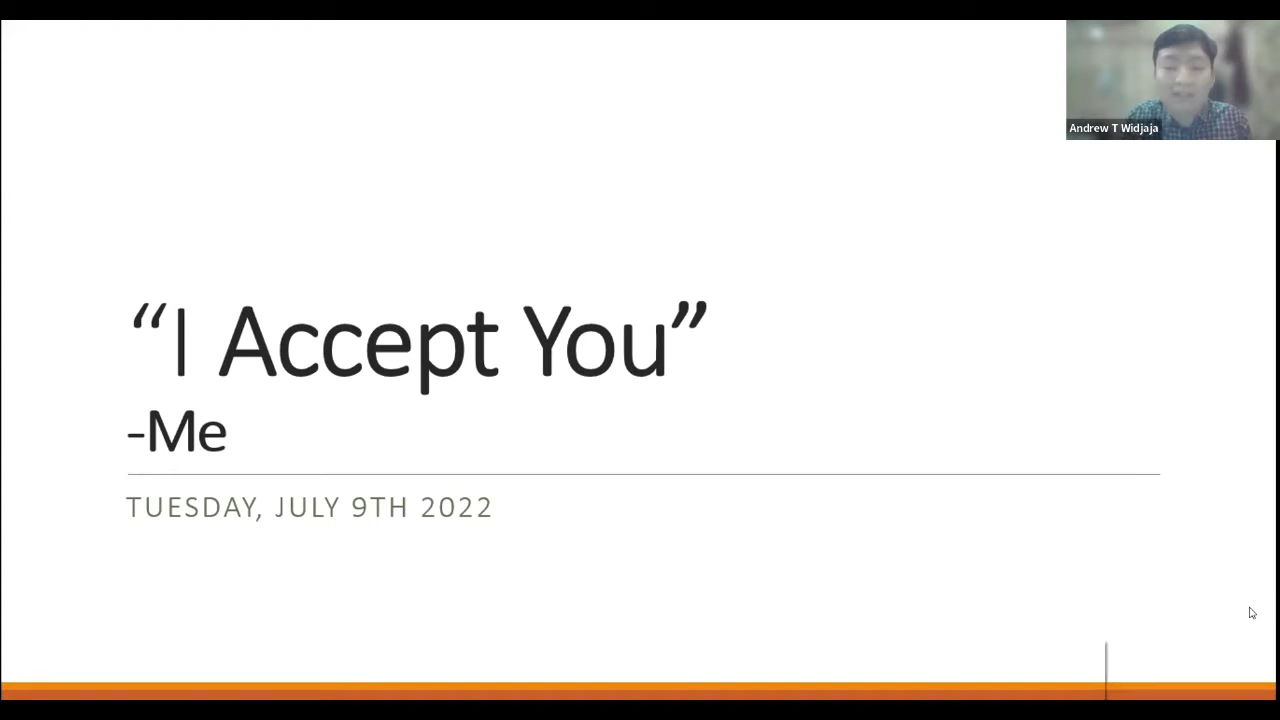 Andrew T Widjaja
“I Accept You”
-Me
TUESDAY, JULY 9TH 2022